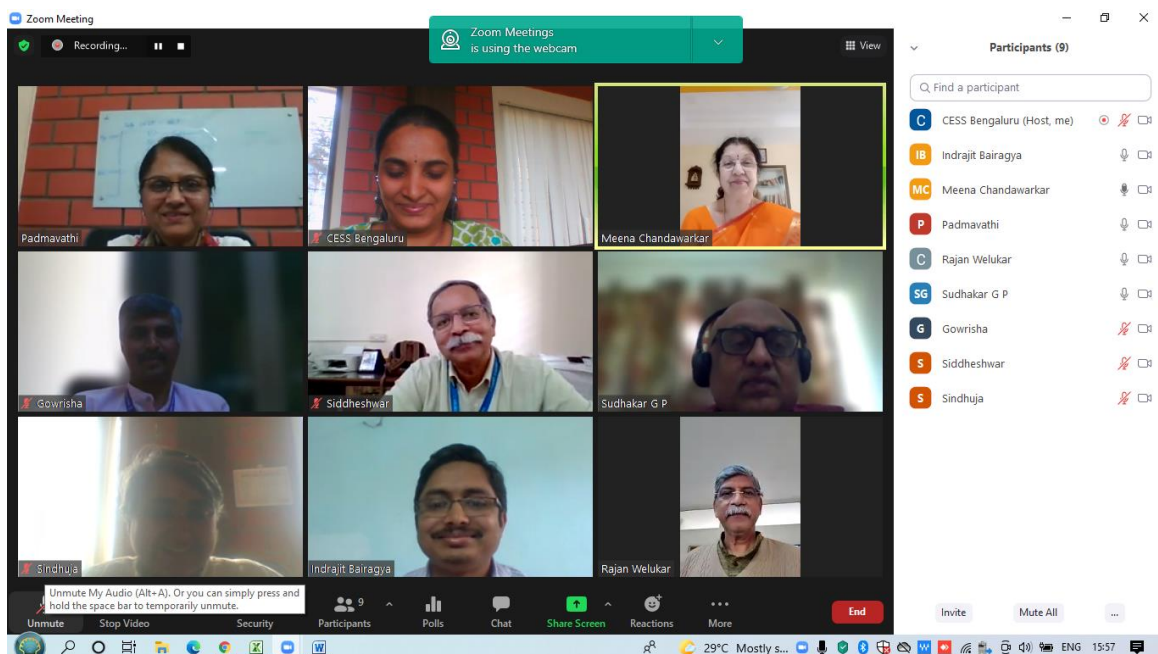 Zoom Meeting
Recording...
Zoom Meetings
is using the webcam
View
Participants (9)
Find a participant
CESS Bengaluru (Host, me)
IB Indrajit Bairagya
MC Meena Chandawarkar
P Padmavathi
C Rajan Welukar
SG Sudhakar G P
G Gowrisha
S Siddheshwar
S Sindhuja
C
Padmavathi
CESS Bengaluru
Meena Chandawarkar
Gowrisha
Siddheshwar
Sudhakar G P
Sindhuja
Indrajit Bairagya
Rajan Welukar
Unmute My Audio (Alt+A). Or you can simply press and
hold the space bar to temporarily unmute.
9
Unmute
Stop Video
Security
Participants
Polls
Chat
Share Screen
Reactions
More
End
Invite
Mute All
...
29°C Mostly s...
ENG
15:57